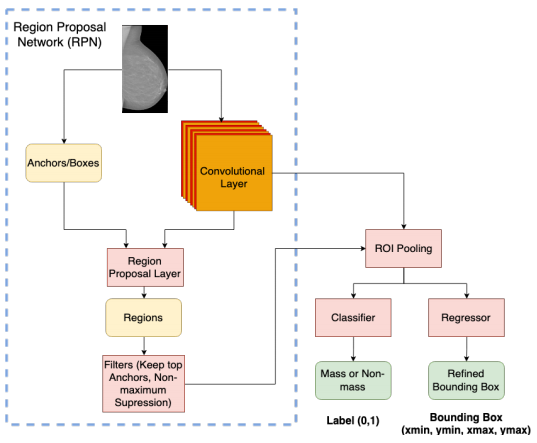 Region Proposal
Network (RPN)
Anchors/Boxes
Convolutional
Layer
Region
Proposal Layer
ROI Pooling
Regions
Classifier
Regressor
Filters (Keep top
Anchors, Non-
maximum
Supression)
Mass or Non-
mass
Refined
Bounding Box
Label (0,1)
Bounding Box
(xmin, ymin, xmax, ymax)